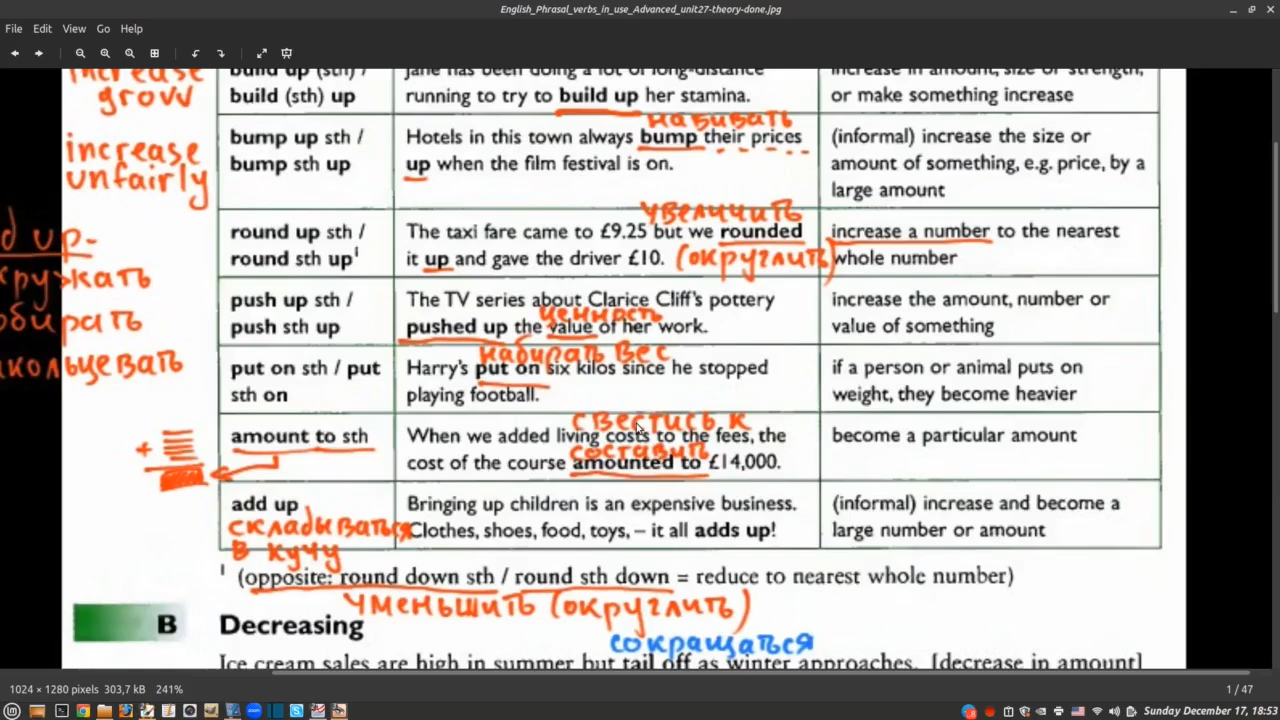 English_Phrasal_verbs_in_use_Advanced_unit27-theory-done.jpg
File Edit View Go Help
increase
grow
build up (sth) /
build (sth) up
Jane has been doing a lot of long-distance
running to try to build up her stamina.
increase in amount, size or strength,
or make something increase
increase
unfairly
bump up sth /
bump sth up
набивать
Hotels in this town always bump their prices
up when the film festival is on.
(informal) increase the size or
amount of something, e.g. price, by a
large amount
d up-
кружать
обирать
кольцевать
round up sth /
round sth up¹
увеличить
The taxi fare came to £9.25 but we rounded
it up and gave the driver £10. (округлить)
increase a number to the nearest
whole number
push up sth /
push sth up
The TV series about Clarice Cliff's pottery
ценность
pushed up the value of her work.
increase the amount, number or
value of something
put on sth / put
sth on
набирать вес
Harry's put on six kilos since he stopped
playing football.
if a person or animal puts on
weight, they become heavier
+
amount to sth
свестись к
When we added living costs to the fees, the
составить
cost of the course amounted to £14,000.
become a particular amount
add up
складываться
в кучу
Bringing up children is an expensive business.
Clothes, shoes, food, toys, – it all adds up!
(informal) increase and become a
large number or amount
¹ (opposite: round down sth / round sth down = reduce to nearest whole number)
уменьшить (округлить)
B Decreasing
сокращаться
Ice cream sales are high in summer but tail off as winter approaches. [decrease in amount]
1024 × 1280 pixels 303,7 kB 241%
1 / 47
Sunday December 17, 18:53